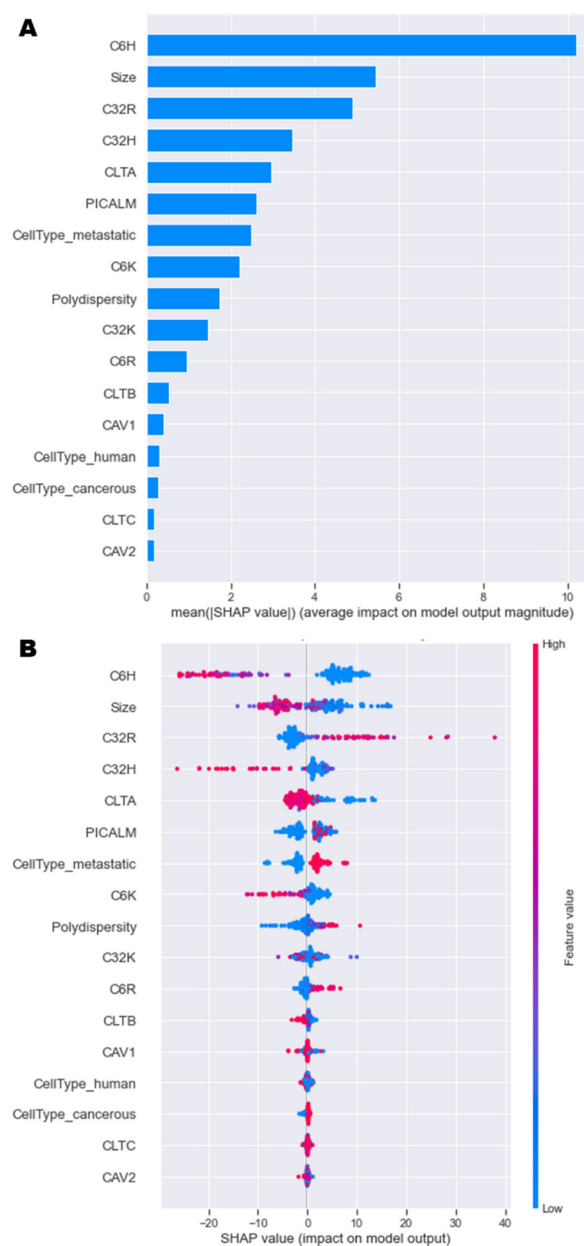 A
C6H
Size
C32R
C32H
CLTA
PICALM
CellType_metastatic
C6K
Polydispersity
C32K
C6R
CLTB
CAV1
CellType_human
CellType_cancerous
CLTC
CAV2
0 2 4 6 8 10
mean(|SHAP value|) (average impact on model output magnitude)
B
High
C6H
Size
C32R
C32H
CLTA
PICALM
CellType_metastatic
C6K
Polydispersity
C32K
C6R
CLTB
CAV1
CellType_human
CellType_cancerous
CLTC
CAV2
Feature value
Low
−20 −10 0 10 20 30 40
SHAP value (impact on model output)